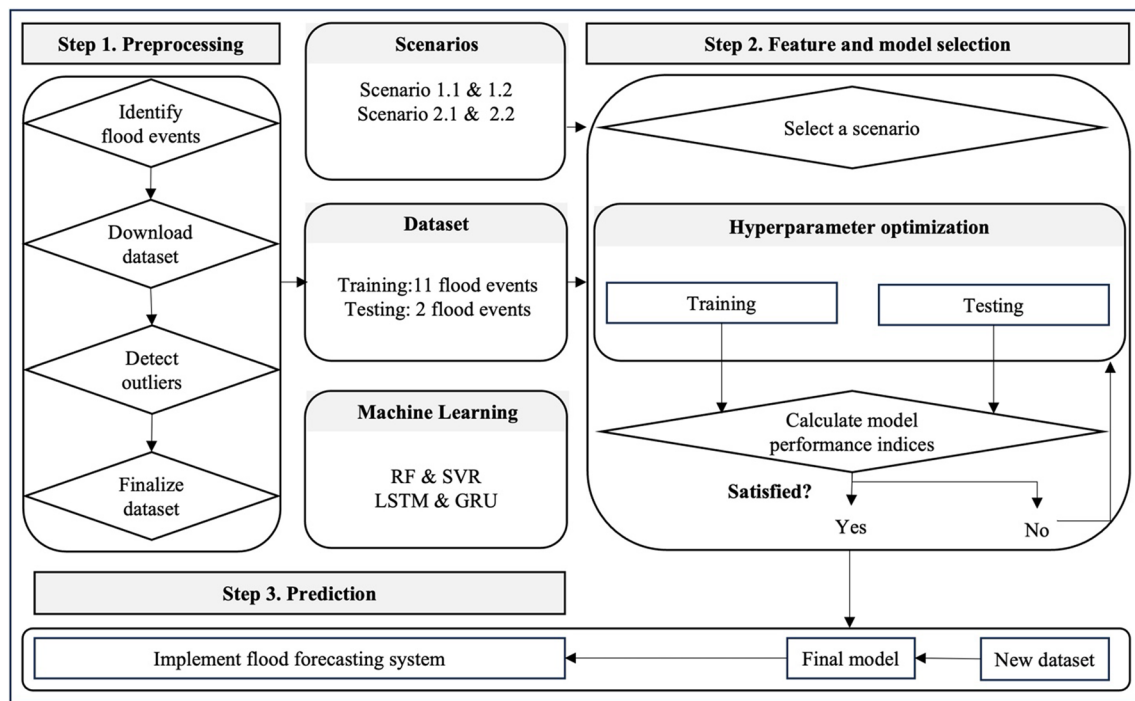 Step 1. Preprocessing
Identify
flood events
Download
dataset
Detect
outliers
Finalize
dataset
Scenarios
Scenario 1.1 & 1.2
Scenario 2.1 &  2.2
Dataset
Training:11 flood events
Testing: 2 flood events
Machine Learning
RF & SVR
LSTM & GRU
Step 2. Feature and model selection
Select a scenario
Hyperparameter optimization
Training
Testing
Calculate model
performance indices
Satisfied?
Yes
No
Step 3. Prediction
Implement flood forecasting system
Final model
New dataset